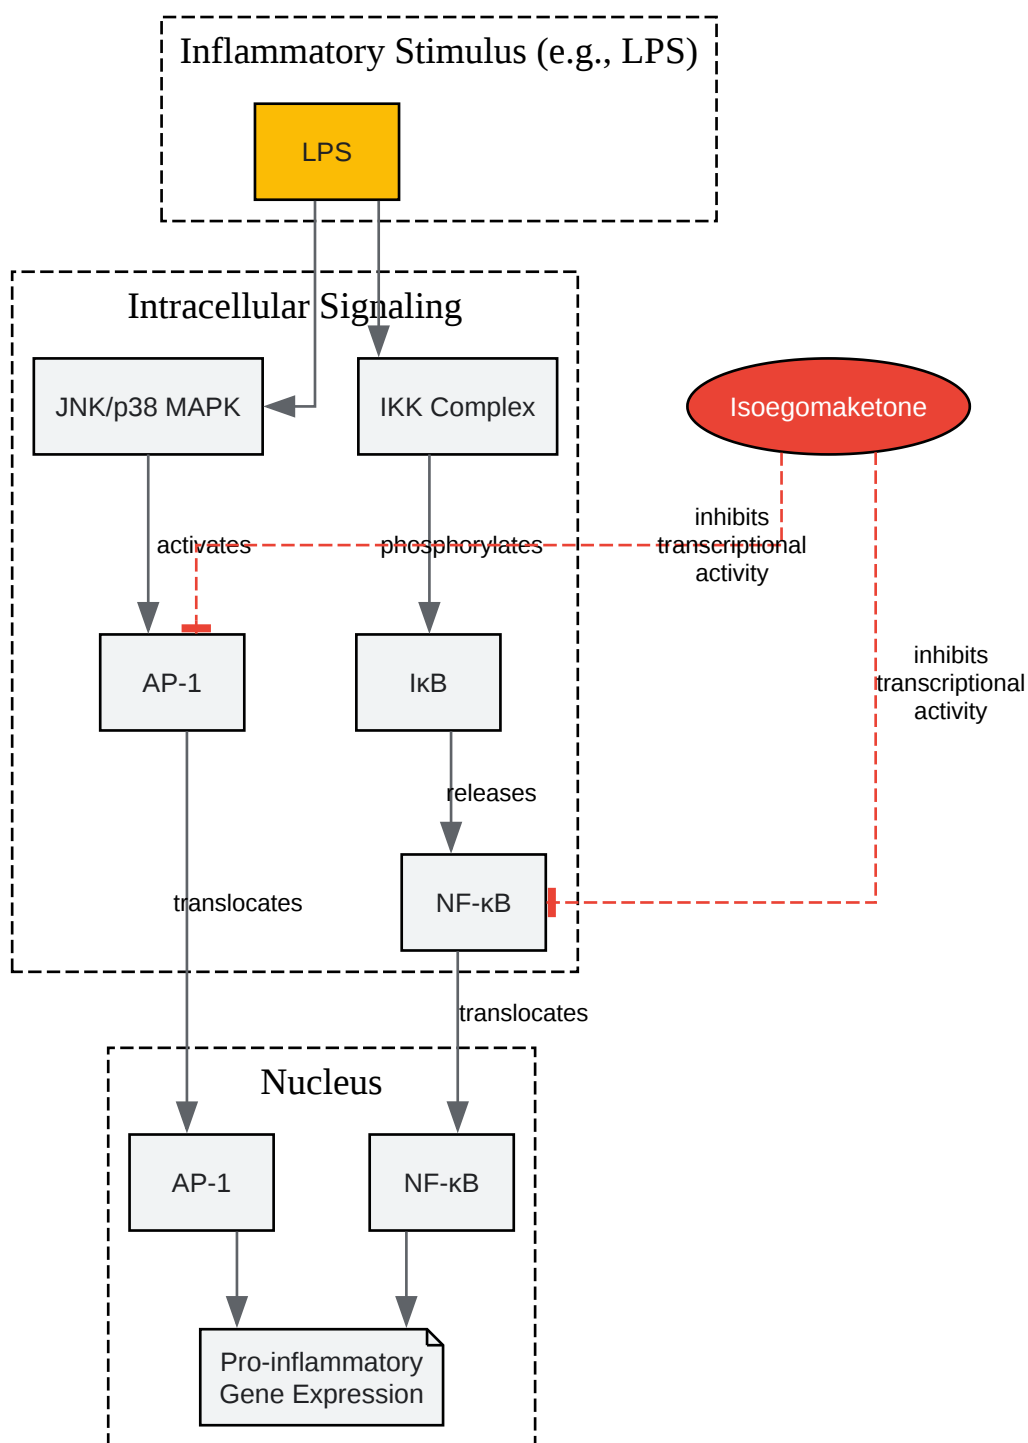 Inflammatory Stimulus (e.g., LPS)
LPS
Intracellular Signaling
JNK/p38 MAPK
IKK Complex
Isoegomaketone
activates
phosphorylates
inhibits
transcriptional
activity
AP-1
IκB
inhibits
transcriptional
activity
releases
translocates
NF-κB
translocates
Nucleus
AP-1
NF-κB
Pro-inflammatory
Gene Expression